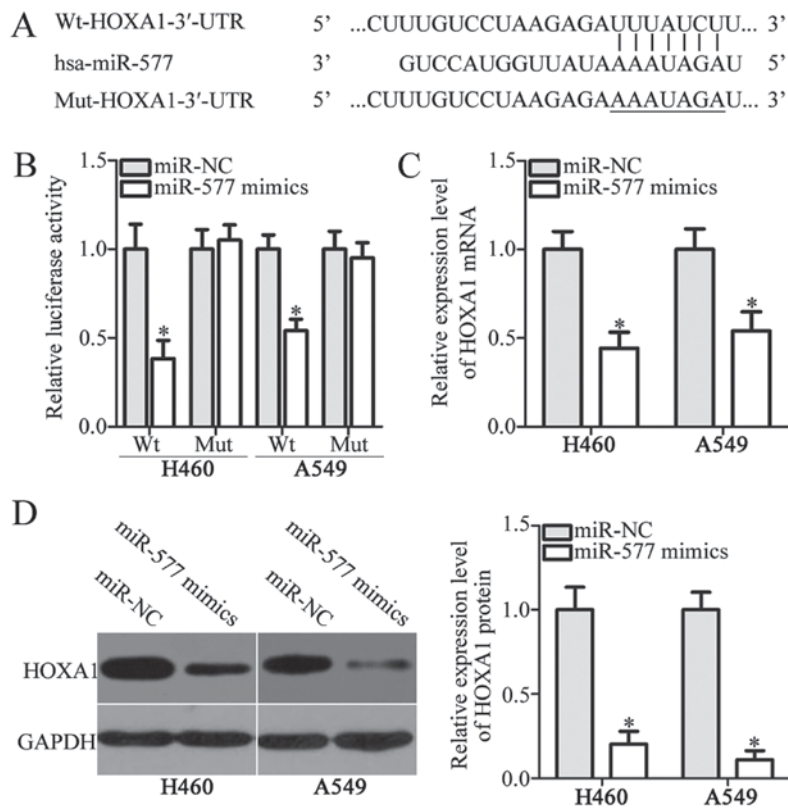 A
Wt-HOXA1-3′-UTR 5’ ...CUUUGUCCUAAGAGAUUUAUCUU... 3’
hsa-miR-577 3’ GUCCAUGGUUAUAAAAUAGAU 5’
Mut-HOXA1-3′-UTR 5’ ...CUUUGUCCUAAGAGAAAAUAGAU... 3’
B
miR-NC
miR-577 mimics
Relative luciferase activity
1.5
1.0
0.5
0.0
* *
Wt Mut Wt Mut
H460 A549
C
miR-NC
miR-577 mimics
Relative expression level
of HOXA1 mRNA
1.5
1.0
0.5
0.0
* *
H460 A549
D
miR-NC
miR-577 mimics
miR-NC
miR-577 mimics
HOXA1
GAPDH
H460 A549
miR-NC
miR-577 mimics
Relative expression level
of HOXA1 protein
1.5
1.0
0.5
0.0
* *
H460 A549